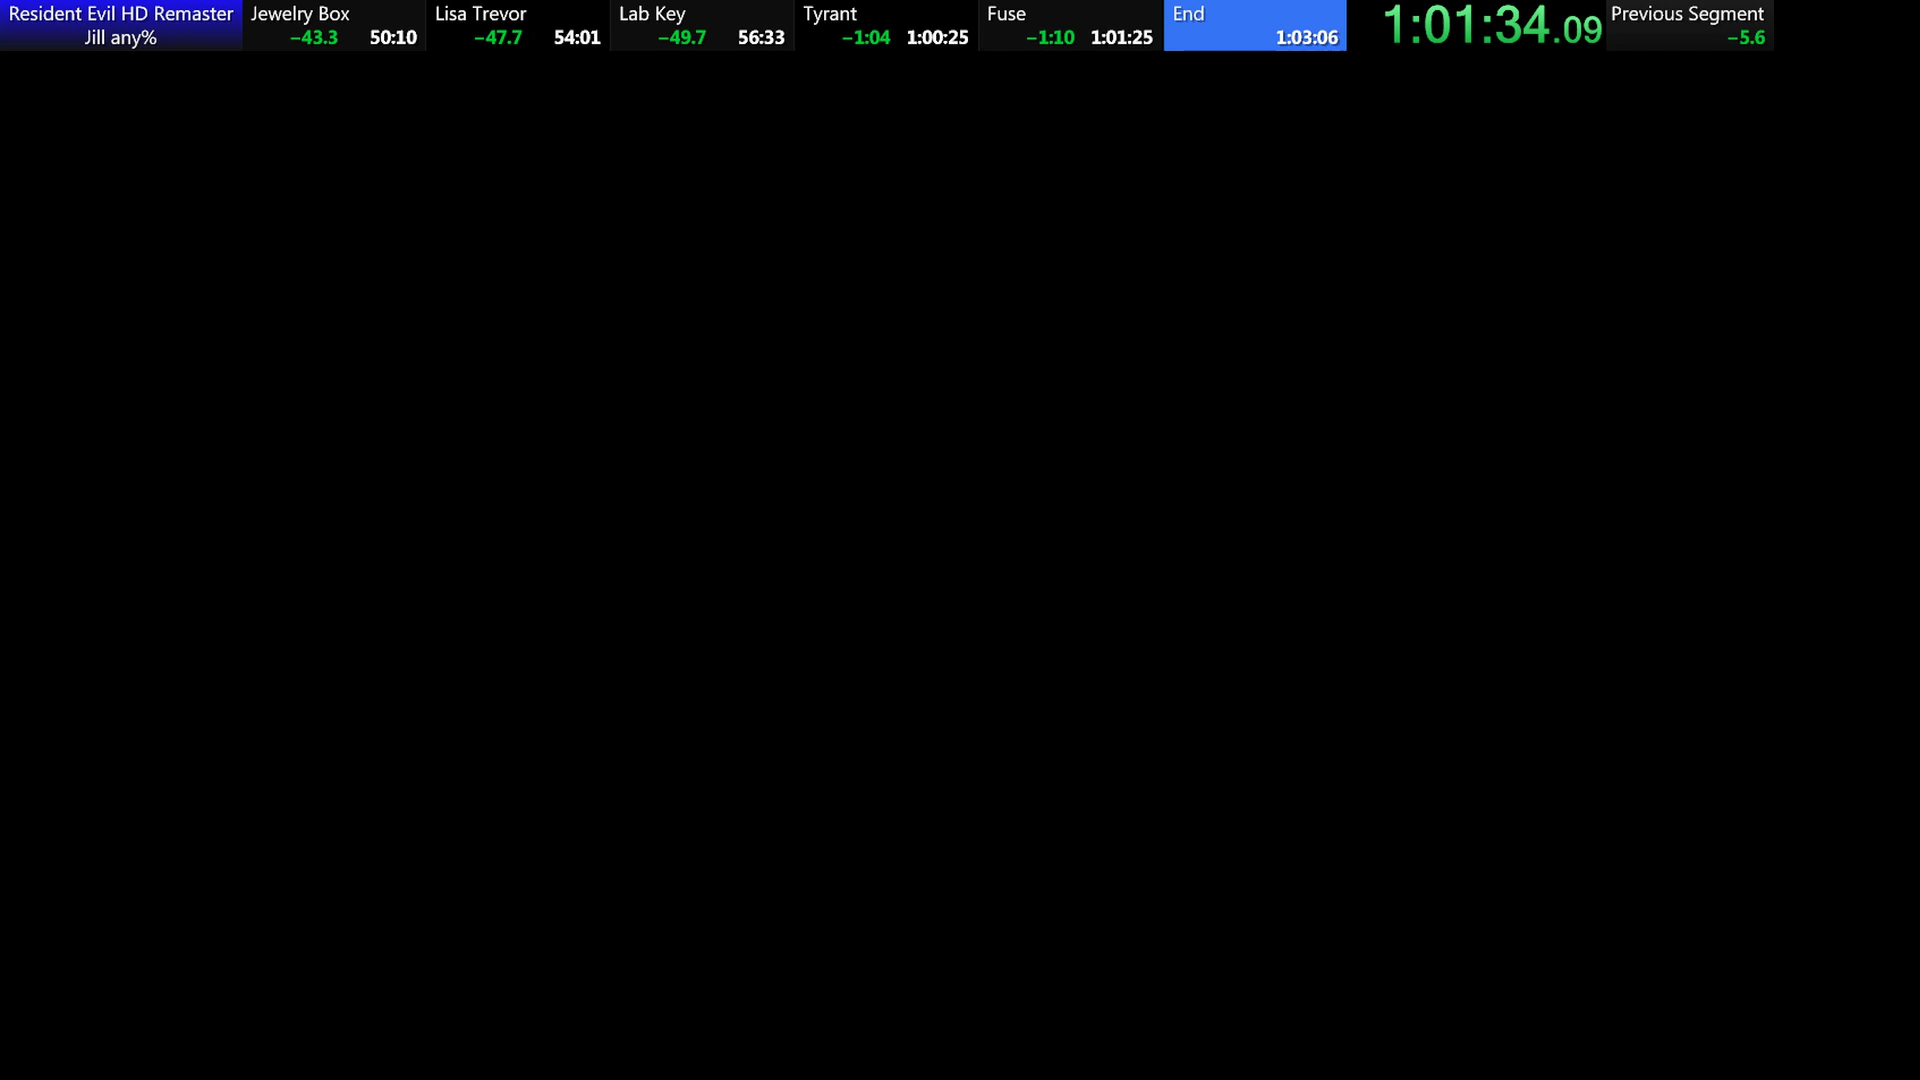 Resident Evil HD Remaster
Jill any%
Jewelry Box
−43.3 50:10
Lisa Trevor
−47.7 54:01
Lab Key
−49.7 56:33
Tyrant
−1:04 1:00:25
Fuse
−1:10 1:01:25
End
1:03:06
1:01:34.09
Previous Segment
−5.6